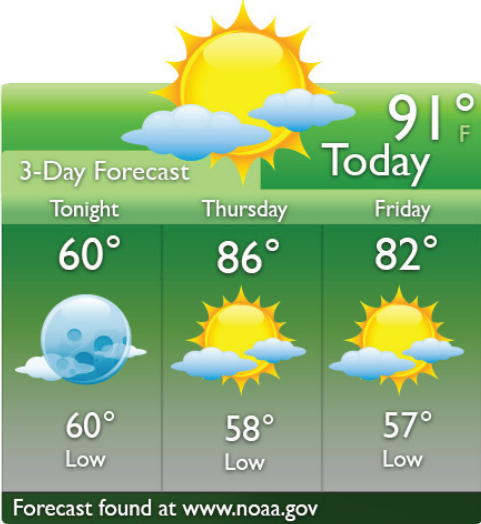 91°
F
Today
3-Day Forecast
Tonight Thursday Friday
60° 86° 82°
60° 58° 57°
Low Low Low
Forecast found at www.noaa.gov